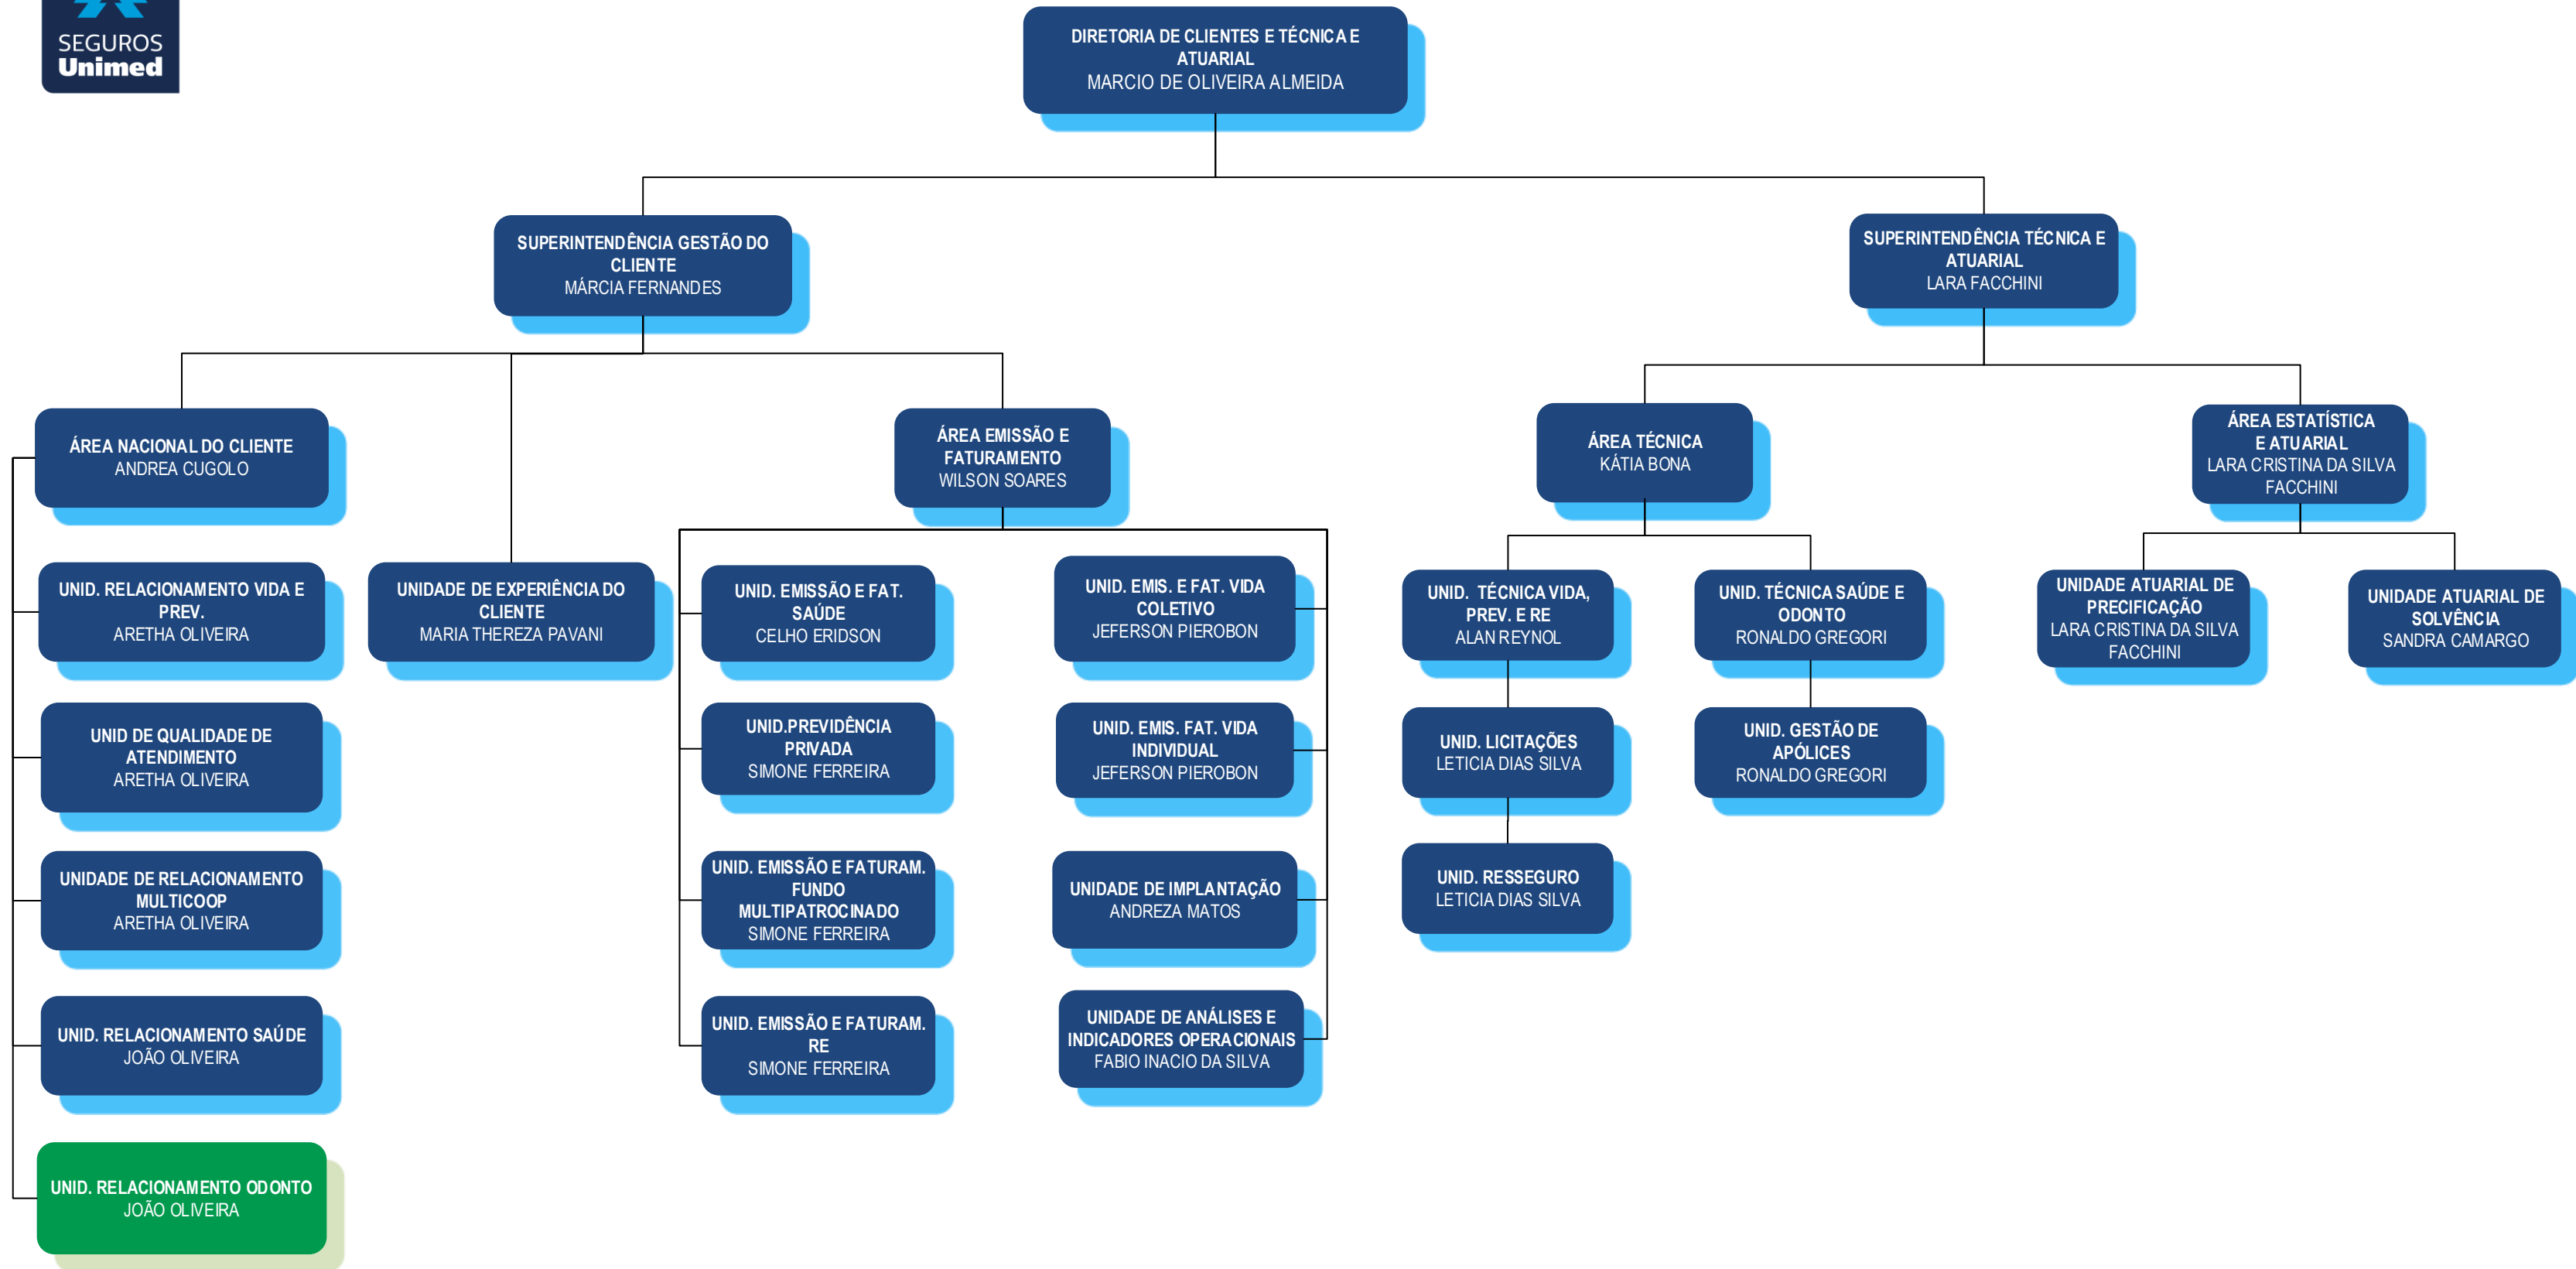 SEGUROS
Unimed
DIRETORIA DE CLIENTES E TÉCNICA E
ATUARIAL
MARCIO DE OLIVEIRA ALMEIDA
SUPERINTENDÊNCIA GESTÃO DO
CLIENTE
MÁRCIA FERNANDES
SUPERINTENDÊNCIA TÉCNICA E
ATUARIAL
LARA FACCHINI
ÁREA NACIONAL DO CLIENTE
ANDREA CUGOLO
ÁREA EMISSÃO E
FATURAMENTO
WILSON SOARES
ÁREA TÉCNICA
KÁTIA BONA
ÁREA ESTATÍSTICA
E ATUARIAL
LARA CRISTINA DA SILVA
FACCHINI
UNID. RELACIONAMENTO VIDA E
PREV.
ARETHA OLIVEIRA
UNIDADE DE EXPERIÊNCIA DO
CLIENTE
MARIA THEREZA PAVANI
UNID. EMISSÃO E FAT.
SAÚDE
CELHO ERIDSON
UNID. EMIS. E FAT. VIDA
COLETIVO
JEFERSON PIEROBON
UNID. TÉCNICA VIDA,
PREV. E RE
ALAN REYNOL
UNID. TÉCNICA SAÚDE E
ODONTO
RONALDO GREGORI
UNIDADE ATUARIAL DE
PRECIFICAÇÃO
LARA CRISTINA DA SILVA
FACCHINI
UNIDADE ATUARIAL DE
SOLVÊNCIA
SANDRA CAMARGO
UNID DE QUALIDADE DE
ATENDIMENTO
ARETHA OLIVEIRA
UNID.PREVIDÊNCIA
PRIVADA
SIMONE FERREIRA
UNID. EMIS. FAT. VIDA
INDIVIDUAL
JEFERSON PIEROBON
UNID. LICITAÇÕES
LETICIA DIAS SILVA
UNID. GESTÃO DE
APÓLICES
RONALDO GREGORI
UNIDADE DE RELACIONAMENTO
MULTICOOP
ARETHA OLIVEIRA
UNID. EMISSÃO E FATURAM.
FUNDO
MULTIPATROCINADO
SIMONE FERREIRA
UNIDADE DE IMPLANTAÇÃO
ANDREZA MATOS
UNID. RESSEGURO
LETICIA DIAS SILVA
UNID. RELACIONAMENTO SAÚDE
JOÃO OLIVEIRA
UNID. EMISSÃO E FATURAM.
RE
SIMONE FERREIRA
UNIDADE DE ANÁLISES E
INDICADORES OPERACIONAIS
FABIO INACIO DA SILVA
UNID. RELACIONAMENTO ODONTO
JOÃO OLIVEIRA